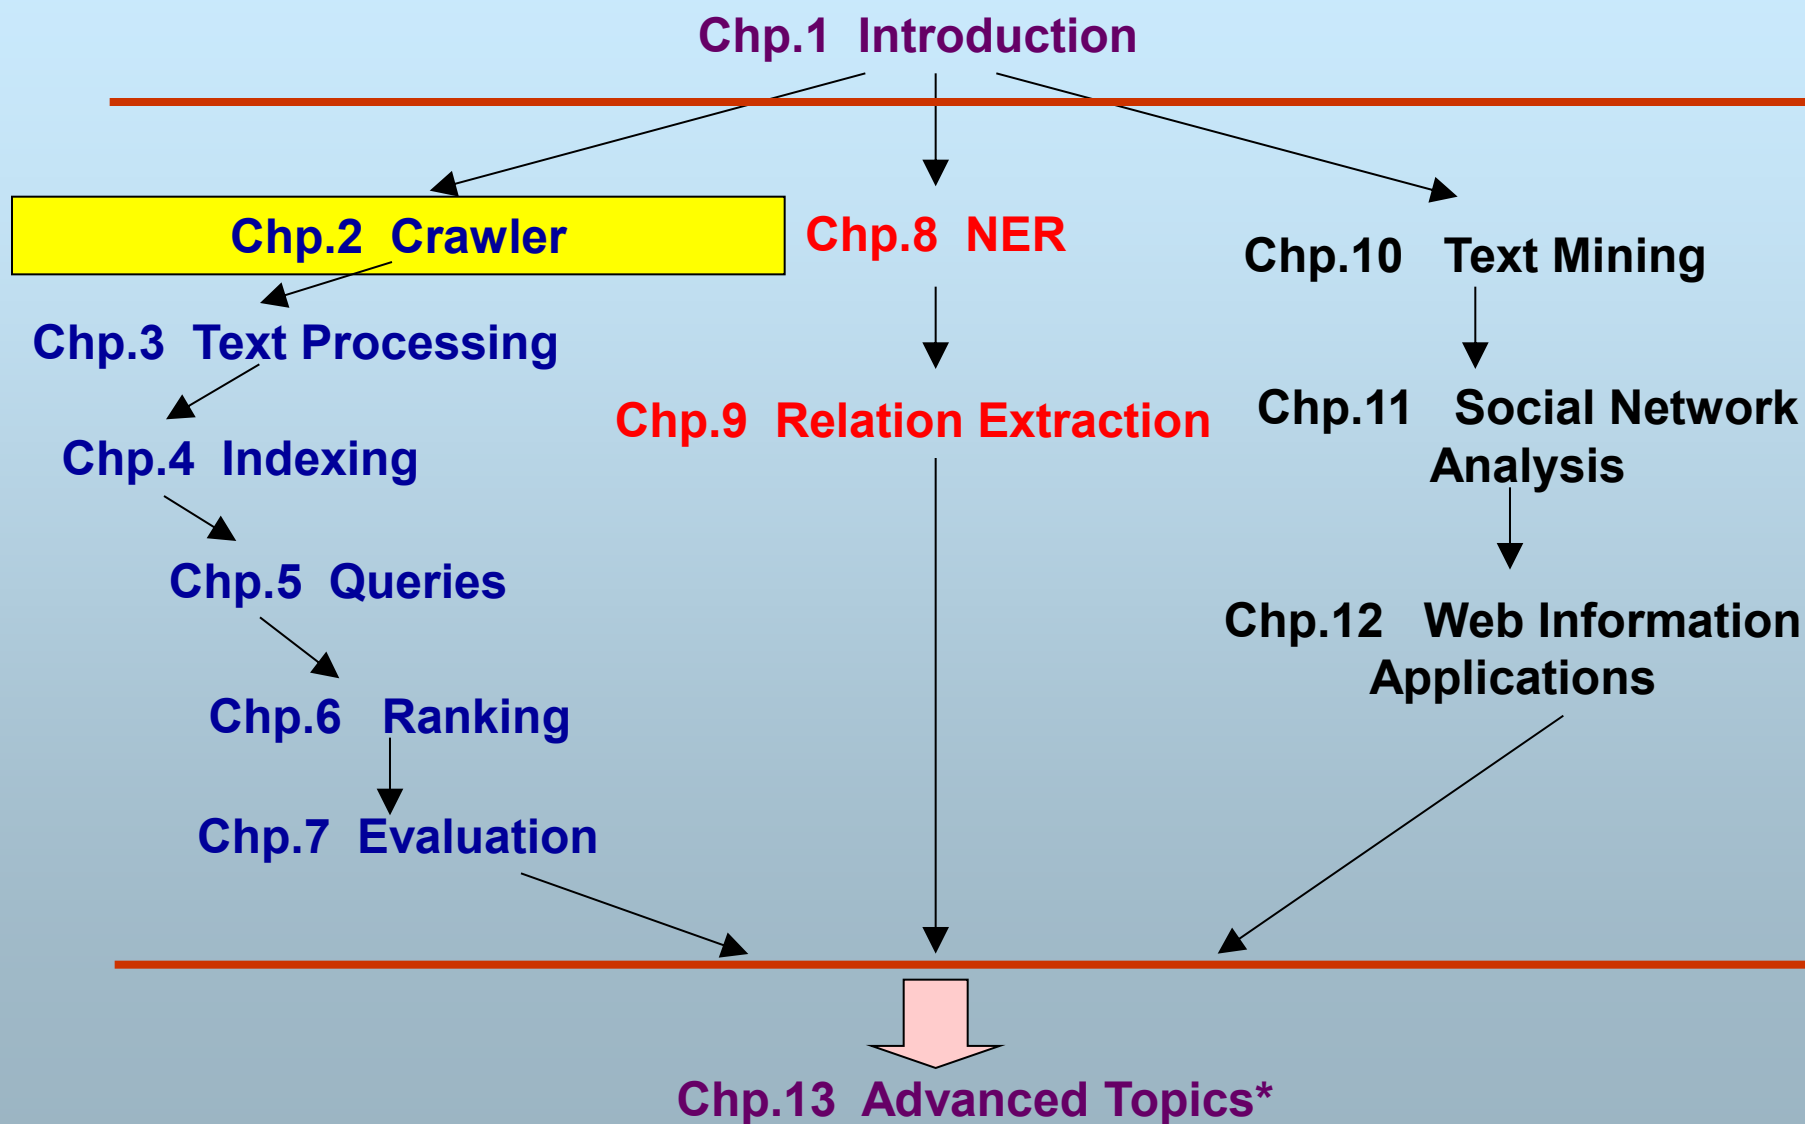 Chp.1 Introduction
Chp.2 Crawler
Chp.3 Text Processing
Chp.4 Indexing
Chp.5 Queries
Chp.6 Ranking
Chp.7 Evaluation
Chp.8 NER
Chp.9 Relation Extraction
Chp.10 Text Mining
Chp.11 Social Network
Analysis
Chp.12 Web Information
Applications
Chp.13 Advanced Topics*